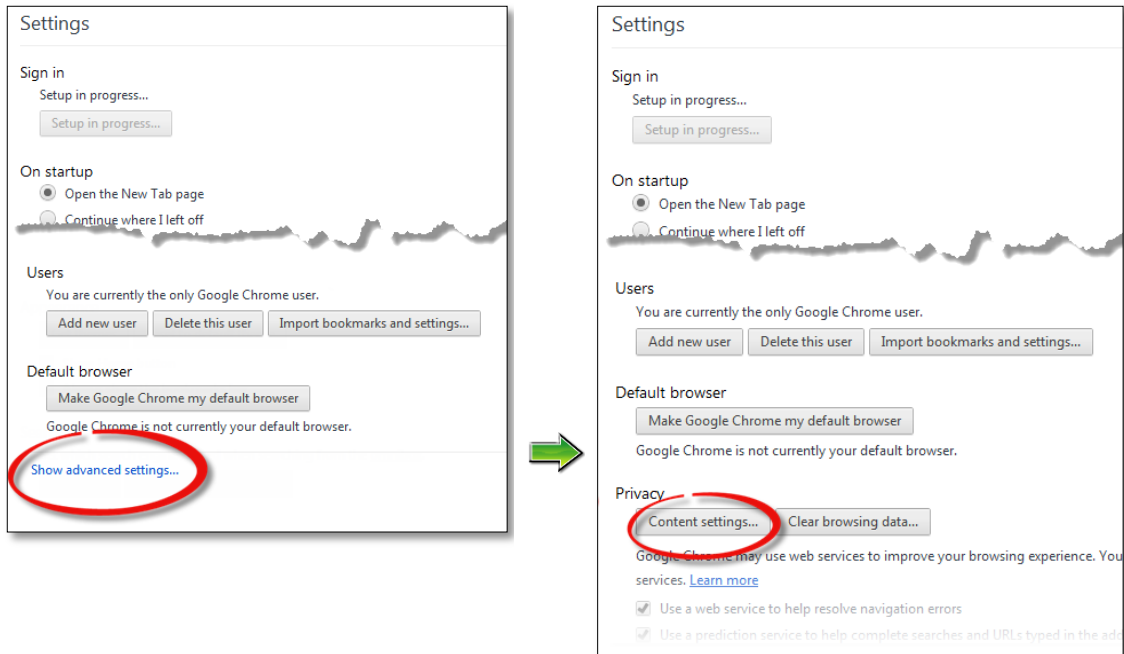 Settings
Sign in
Setup in progress...
Setup in progress...
On startup
Open the New Tab page
Continue where I left off
Users
You are currently the only Google Chrome user.
Add new user Delete this user Import bookmarks and settings...
Default browser
Make Google Chrome my default browser
Google Chrome is not currently your default browser.
Show advanced settings...
Settings
Sign in
Setup in progress...
Setup in progress...
On startup
Open the New Tab page
Continue where I left off
Users
You are currently the only Google Chrome user.
Add new user Delete this user Import bookmarks and settings...
Default browser
Make Google Chrome my default browser
Google Chrome is not currently your default browser.
Privacy
Content settings... Clear browsing data...
Google Chrome may use web services to improve your browsing experience. You
services. Learn more
Use a web service to help resolve navigation errors
Use a prediction service to help complete searches and URLs typed in the add